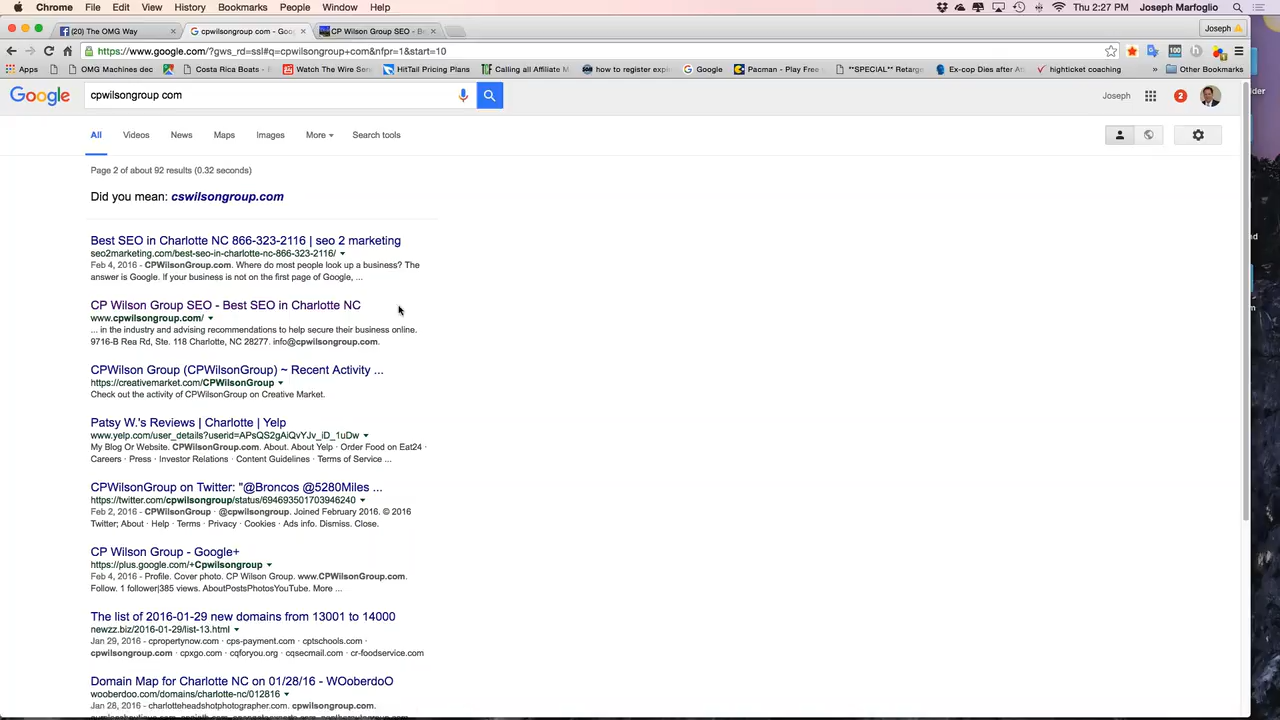 Chrome File Edit View History Bookmarks People Window Help Thu 2:27 PM Joseph Marfoglio
(20) The OMG Way
cpwilsongroup com - Goo
CP Wilson Group SEO - Be
Joseph
https://www.google.com/?gws_rd=ssl#q=cpwilsongroup+com&nfpr=1&start=10
Apps OMG Machines dec Costa Rica Boats - Watch The Wire HitTail Pricing Plans Calling all Affiliate M how to register expir Google Pacman - Play Free **SPECIAL** Retarg Ex-cop Dies after Ab highticket coaching » Other Bookmarks
Google cpwilsongroup com Joseph 2
All Videos News Maps Images More Search tools
Page 2 of about 92 results (0.32 seconds)
Did you mean: cswilsongroup.com
Best SEO in Charlotte NC 866-323-2116 | seo 2 marketing
seo2marketing.com/best-seo-in-charlotte-nc-866-323-2116/
Feb 4, 2016 - CPWilsonGroup.com. Where do most people look up a business? The
answer is Google. If your business is not on the first page of Google, ...
CP Wilson Group SEO - Best SEO in Charlotte NC
www.cpwilsongroup.com/
... in the industry and advising recommendations to help secure their business online.
9716-B Rea Rd, Ste. 118 Charlotte, NC 28277. info@cpwilsongroup.com.
CPWilson Group (CPWilsonGroup) ~ Recent Activity ...
https://creativemarket.com/CPWilsonGroup
Check out the activity of CPWilsonGroup on Creative Market.
Patsy W.'s Reviews | Charlotte | Yelp
www.yelp.com/user_details?userid=APsQS2gAiQvYJv_iD_1uDw
My Blog Or Website. CPWilsonGroup.com. About. About Yelp · Order Food on Eat24 ·
Careers · Press · Investor Relations · Content Guidelines · Terms of Service ...
CPWilsonGroup on Twitter: "@Broncos @5280Miles ...
https://twitter.com/cpwilsongroup/status/694693501703946240
Feb 2, 2016 - CPWilsonGroup · @cpwilsongroup. Joined February 2016. © 2016
Twitter; About · Help · Terms · Privacy · Cookies · Ads info. Dismiss. Close.
CP Wilson Group - Google+
https://plus.google.com/+Cpwilsongroup
Feb 4, 2016 - Profile. Cover photo. CP Wilson Group. www.CPWilsonGroup.com.
Follow. 1 follower|385 views. AboutPostsPhotosYouTube. More ...
The list of 2016-01-29 new domains from 13001 to 14000
newzz.biz/2016-01-29/list-13.html
Jan 29, 2016 - cpropertynow.com · cps-payment.com · cptschools.com ·
cpwilsongroup.com · cpxgo.com · cqforyou.org · cqsecmail.com · cr-foodservice.com
Domain Map for Charlotte NC on 01/28/16 - WOoberdoO
wooberdoo.com/domains/charlotte-nc/012816
Jan 28, 2016 - charlotteheadshotphotographer.com. cpwilsongroup.com.